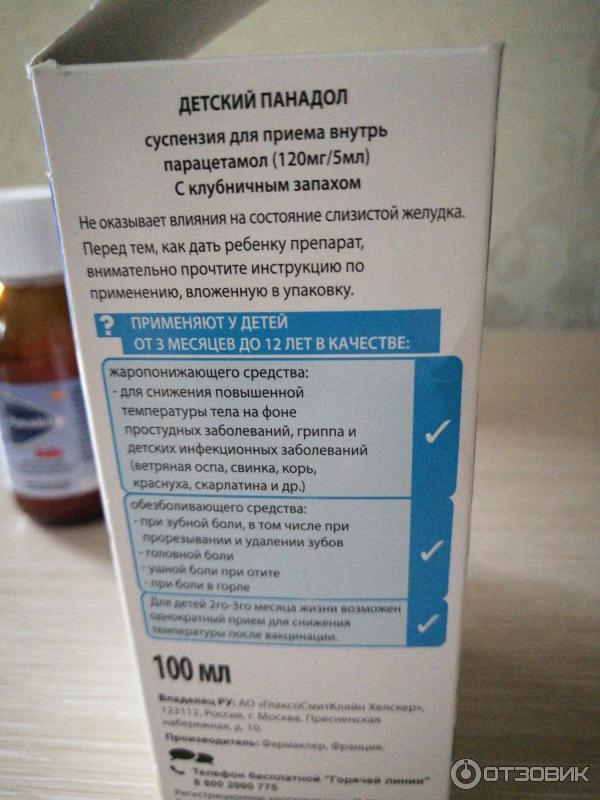 ДЕТСКИЙ ПАНАДОЛ
суспензия для приема внутрь
парацетамол (120мг/5мл)
С клубничным запахом
Не оказывает влияния на состояние слизистой желудка.
Перед тем, как дать ребенку препарат,
внимательно прочтите инструкцию по
применению, вложенную в упаковку.
? ПРИМЕНЯЮТ У ДЕТЕЙ
ОТ 3 МЕСЯЦЕВ ДО 12 ЛЕТ В КАЧЕСТВЕ:
жаропонижающего средства:
- для снижения повышенной
температуры тела на фоне
простудных заболеваний, гриппа и
детских инфекционных заболеваний
(ветряная оспа, свинка, корь,
краснуха, скарлатина и др.)
обезболивающего средства:
- при зубной боли, в том числе при
прорезывании и удалении зубов
- головной боли
- ушной боли при отите
- при боли в горле
Для детей 2го-3го месяца жизни возможен
однократный прием для снижения
температуры после вакцинации.
100 мл
Владелец РУ: АО «ГлаксоСмитКляйн Хелскер»,
123112, Россия, г. Москва, Пресненская
набережная, д. 10.
Производитель: Фармаклер, Франция.
Телефон бесплатной "Горячей линии"
8 800 2000 775
ОТЗОВИК